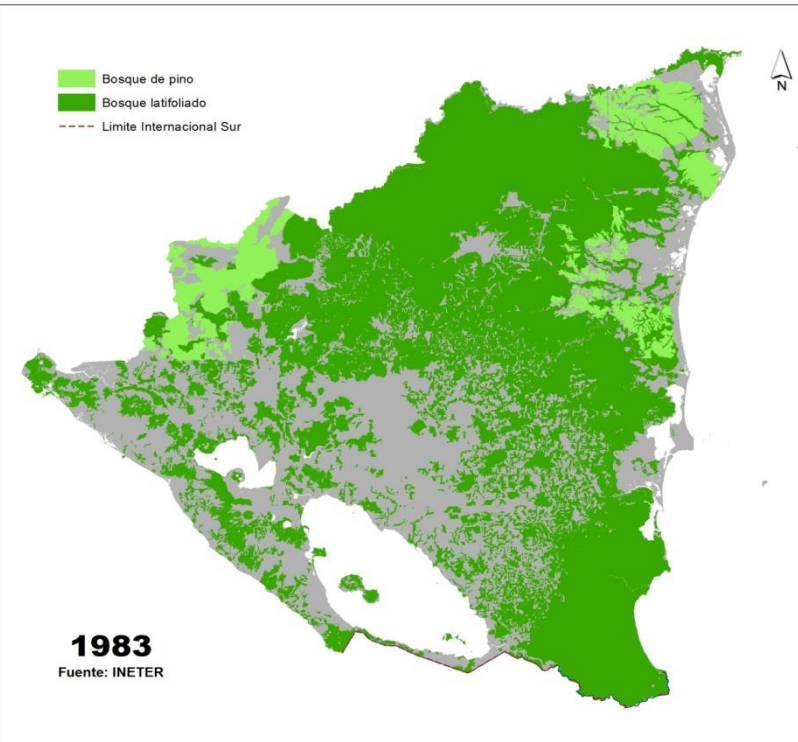 Bosque de pino
Bosque latifoliado
Limite Internacional Sur
N
1983
Fuente: INETER